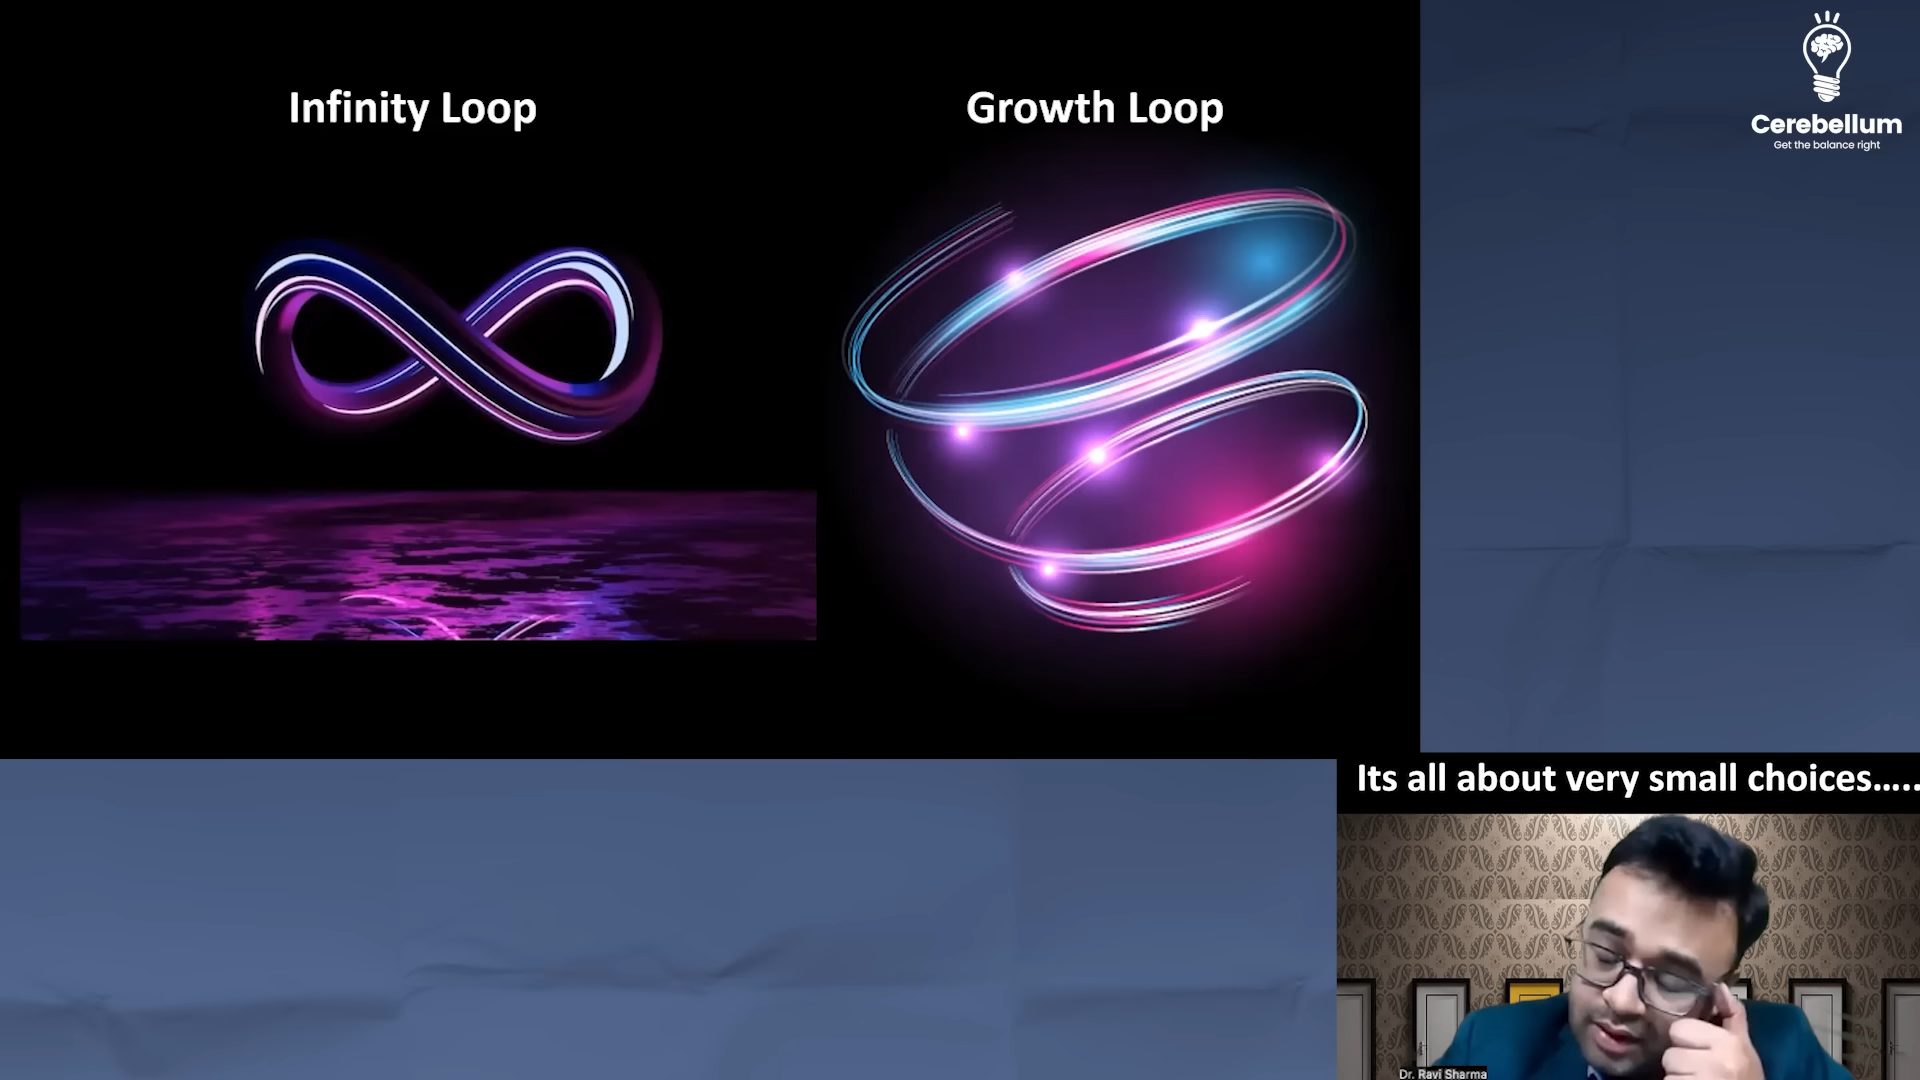 Infinity Loop
Growth Loop
Cerebellum
Get the balance right
Its all about very small choices.....
Dr. Ravi Sharma